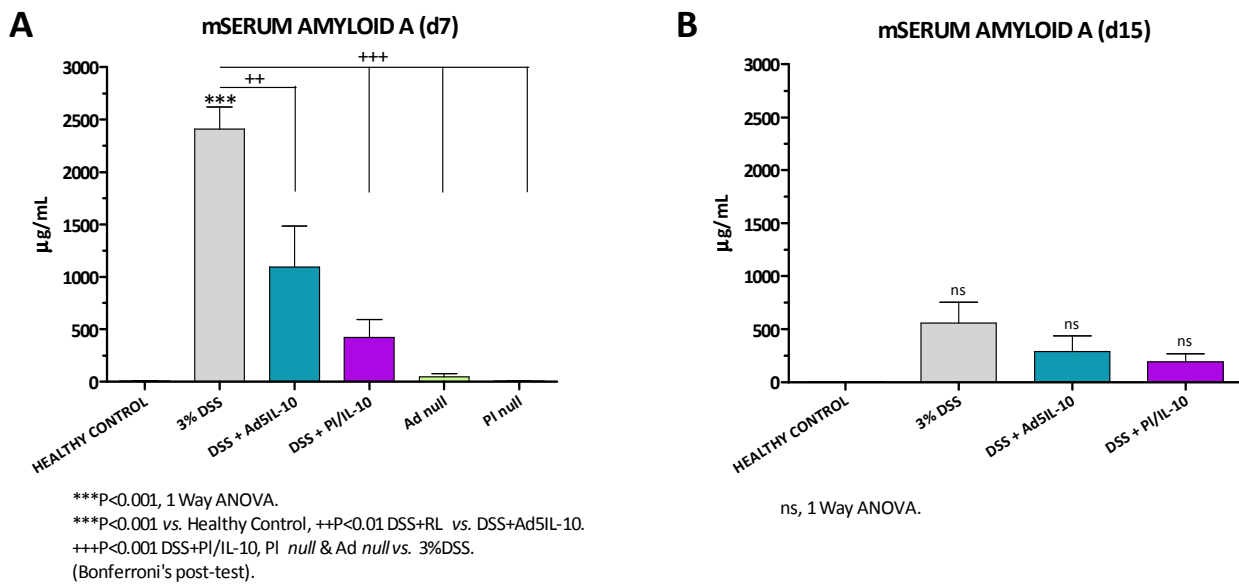 A
mSERUM AMYLOID A (d7)
+++
++
***
3000
2500
2000
1500
1000
500
0
µg/mL
HEALTHY CONTROL
3% DSS
DSS + Ad5IL-10
DSS + Pl/IL-10
Ad null
Pl null
***P<0.001, 1 Way ANOVA.
***P<0.001 vs. Healthy Control, ++P<0.01 DSS+RL vs. DSS+Ad5IL-10.
+++P<0.001 DSS+Pl/IL-10, Pl null & Ad null vs. 3%DSS.
(Bonferroni's post-test).
B
mSERUM AMYLOID A (d15)
3000
2500
2000
1500
1000
500
0
µg/mL
ns
ns
ns
HEALTHY CONTROL
3% DSS
DSS + Ad5IL-10
DSS + Pl/IL-10
ns, 1 Way ANOVA.